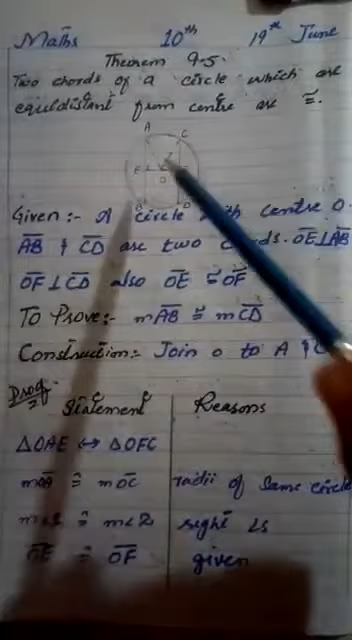 Maths 10th 19th June
Theorem 9.5:
Two chords of a circle which are
equidistant from centre are ≅.
A C
E
O
B D
Given :- A circle with centre O.
AB & CD are two chords. OE⊥AB
OF⊥CD also OE ≅ OF
To Prove:- mAB ≅ mCD
Construction:- Join O to A & C
Proof:-
Statement Reasons
ΔOAE ↔ ΔOFC
mOA ≅ mOC radii of same circle
m∠1 ≅ m∠2 right ∠s
OE ≅ OF given